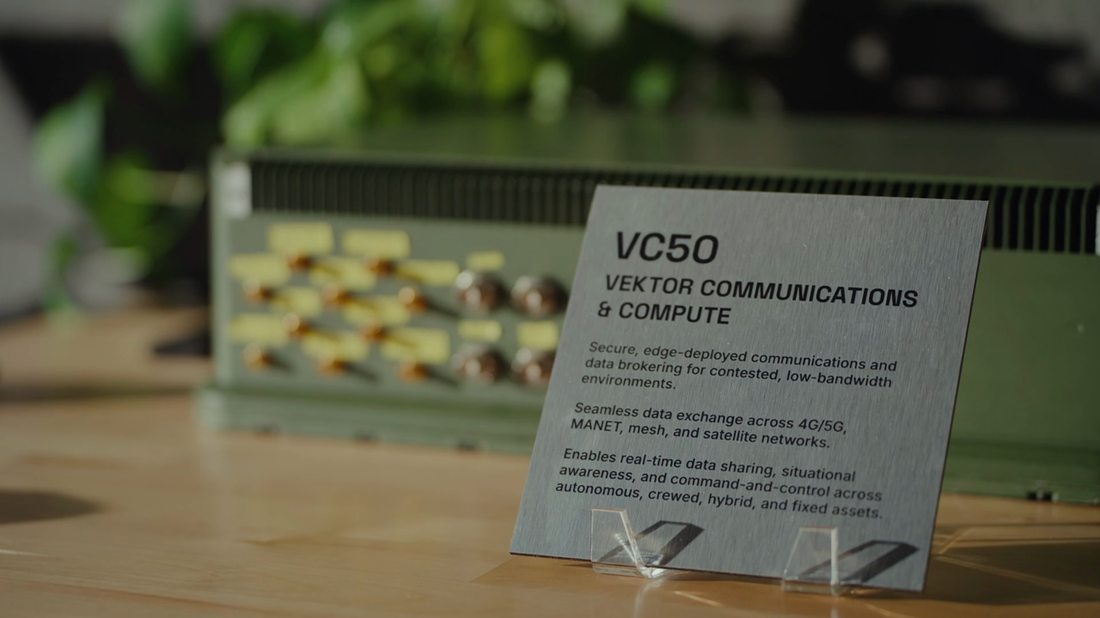 VC50
VEKTOR COMMUNICATIONS
& COMPUTE
Secure, edge-deployed communications and
data brokering for contested, low-bandwidth
environments.
Seamless data exchange across 4G/5G,
MANET, mesh, and satellite networks.
Enables real-time data sharing, situational
awareness, and command-and-control across
autonomous, crewed, hybrid, and fixed assets.